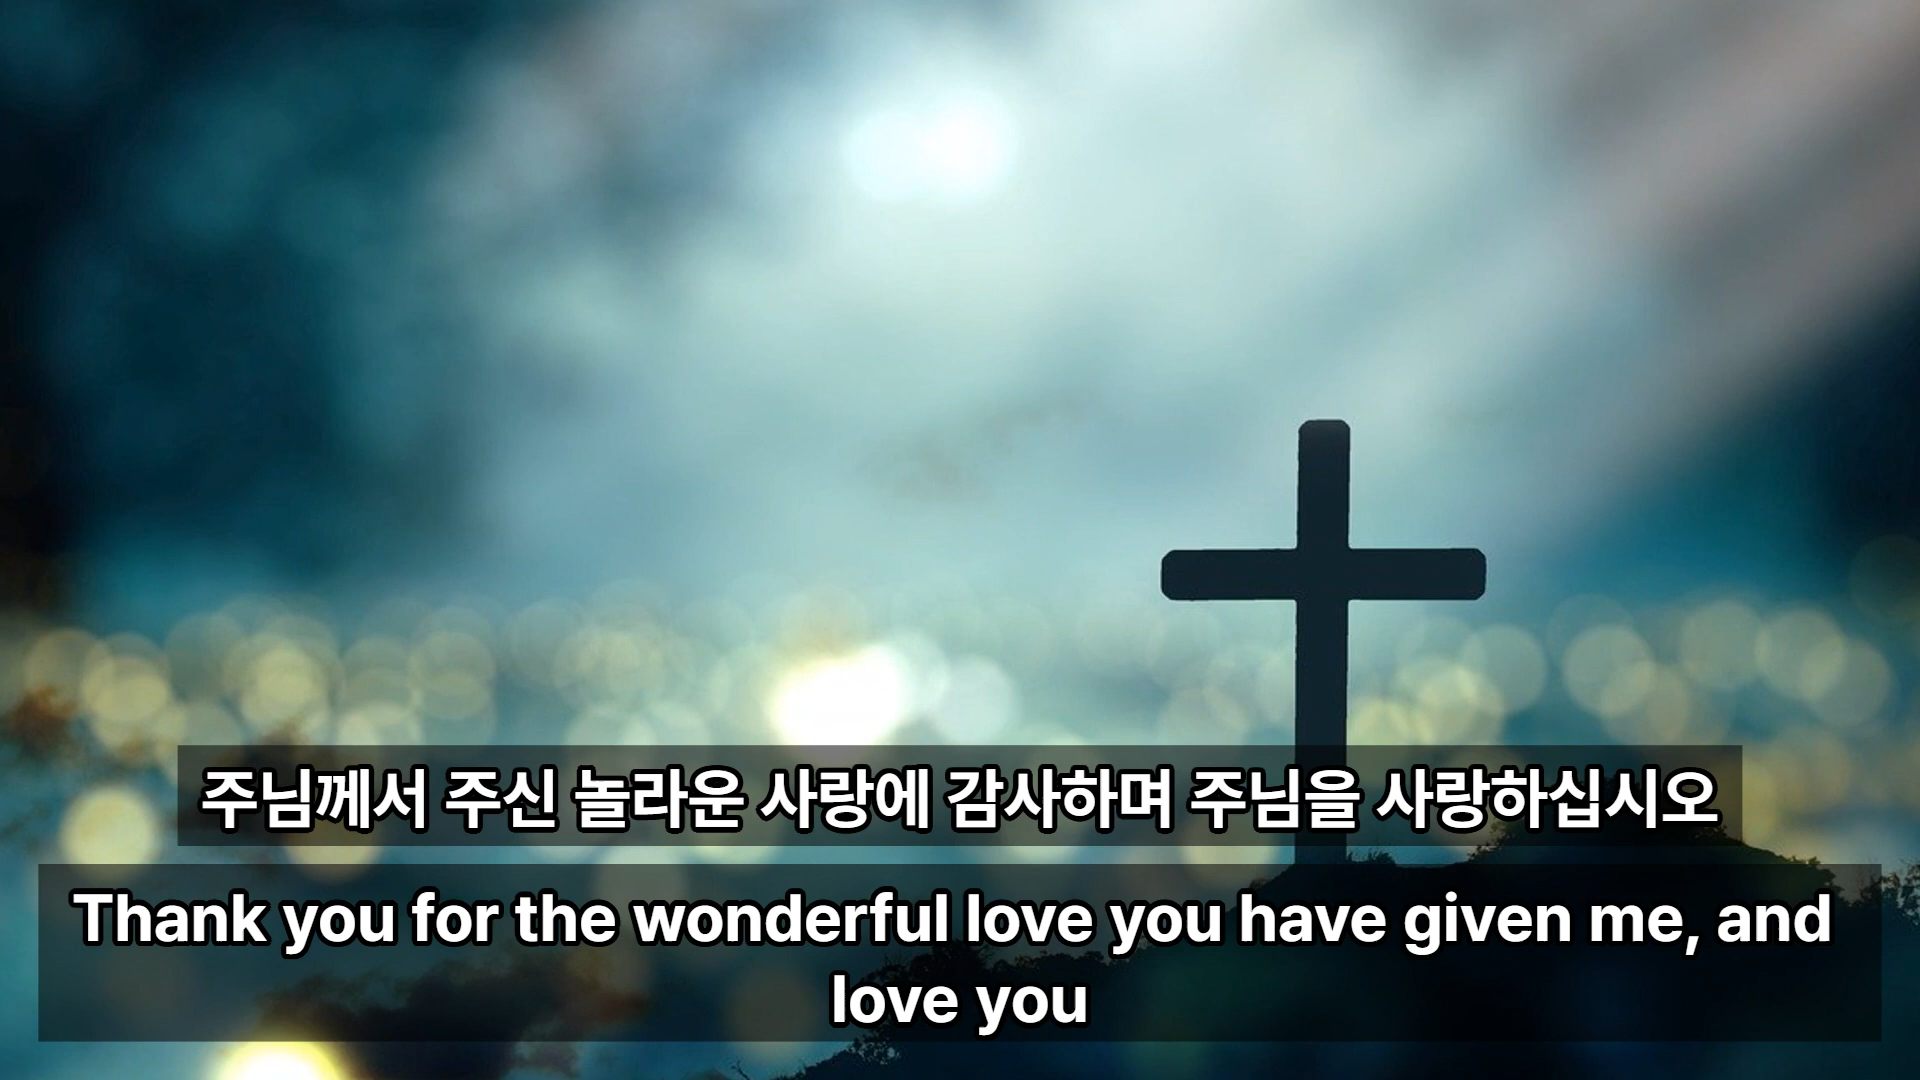 주님께서 주신 놀라운 사랑에 감사하며 주님을 사랑하십시오
Thank you for the wonderful love you have given me, and
love you